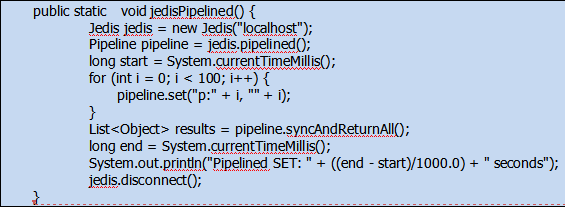 public static   void jedisPipelined() {
Jedis jedis = new Jedis("localhost");
Pipeline pipeline = jedis.pipelined();
long start = System.currentTimeMillis();
for (int i = 0; i < 100; i++) {
pipeline.set("p:" + i, "" + i);
}
List<Object> results = pipeline.syncAndReturnAll();
long end = System.currentTimeMillis();
System.out.println("Pipelined SET: " + ((end - start)/1000.0) + " seconds");
jedis.disconnect();
}